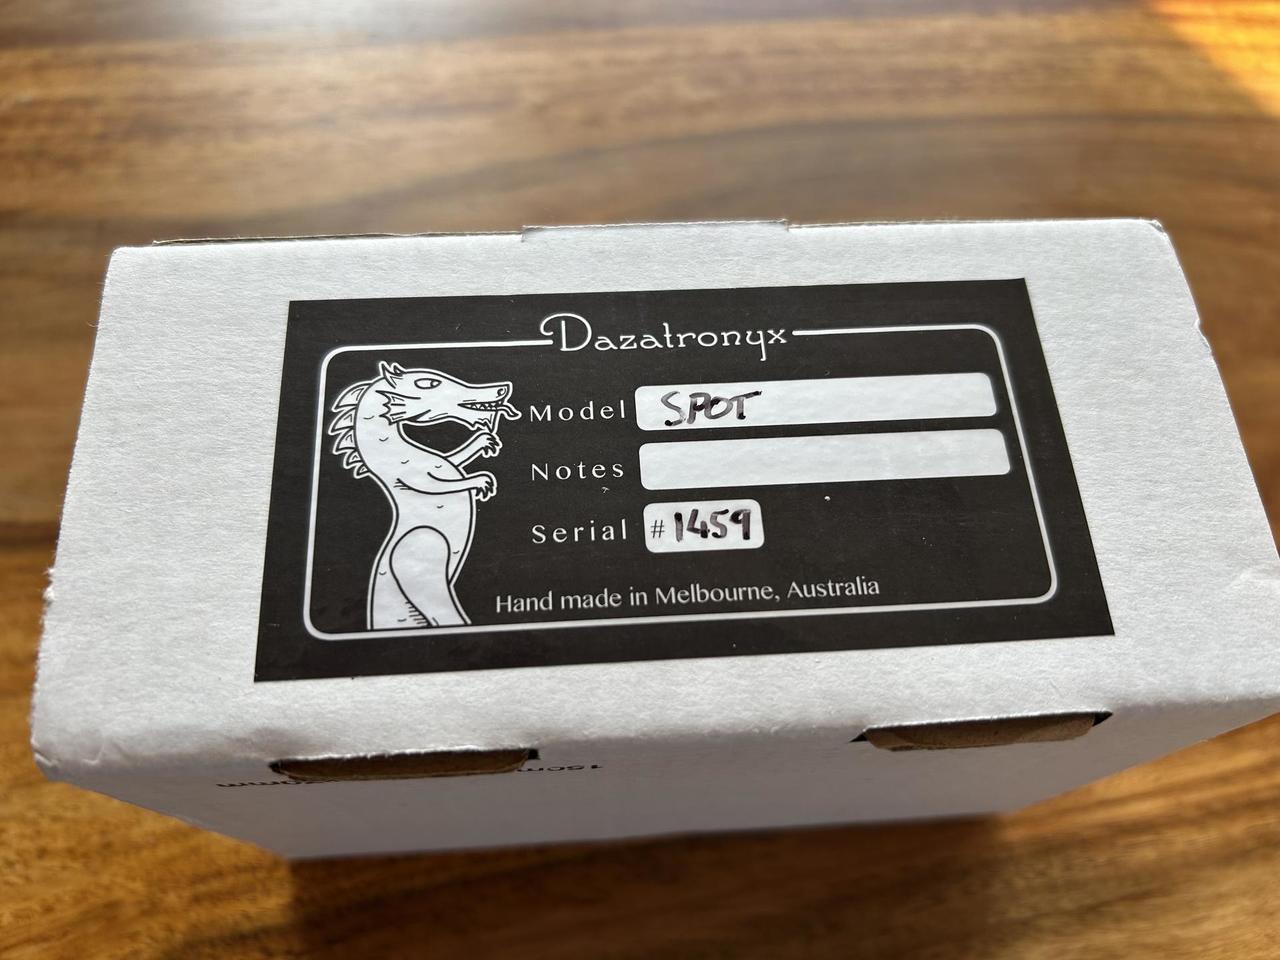 Dazatronyx
Model SPOT
Notes
Serial #1459
Hand made in Melbourne, Australia